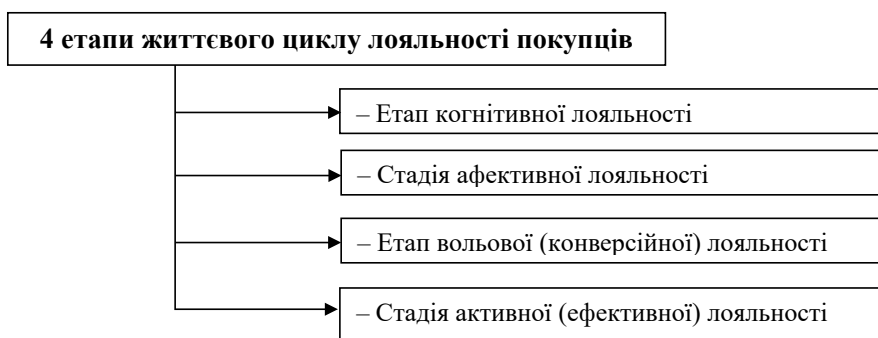 4 етапи життєвого циклу лояльності покупців
– Етап когнітивної лояльності
– Стадія афективної лояльності
– Етап вольової (конверсійної) лояльності
– Стадія активної (ефективної) лояльності